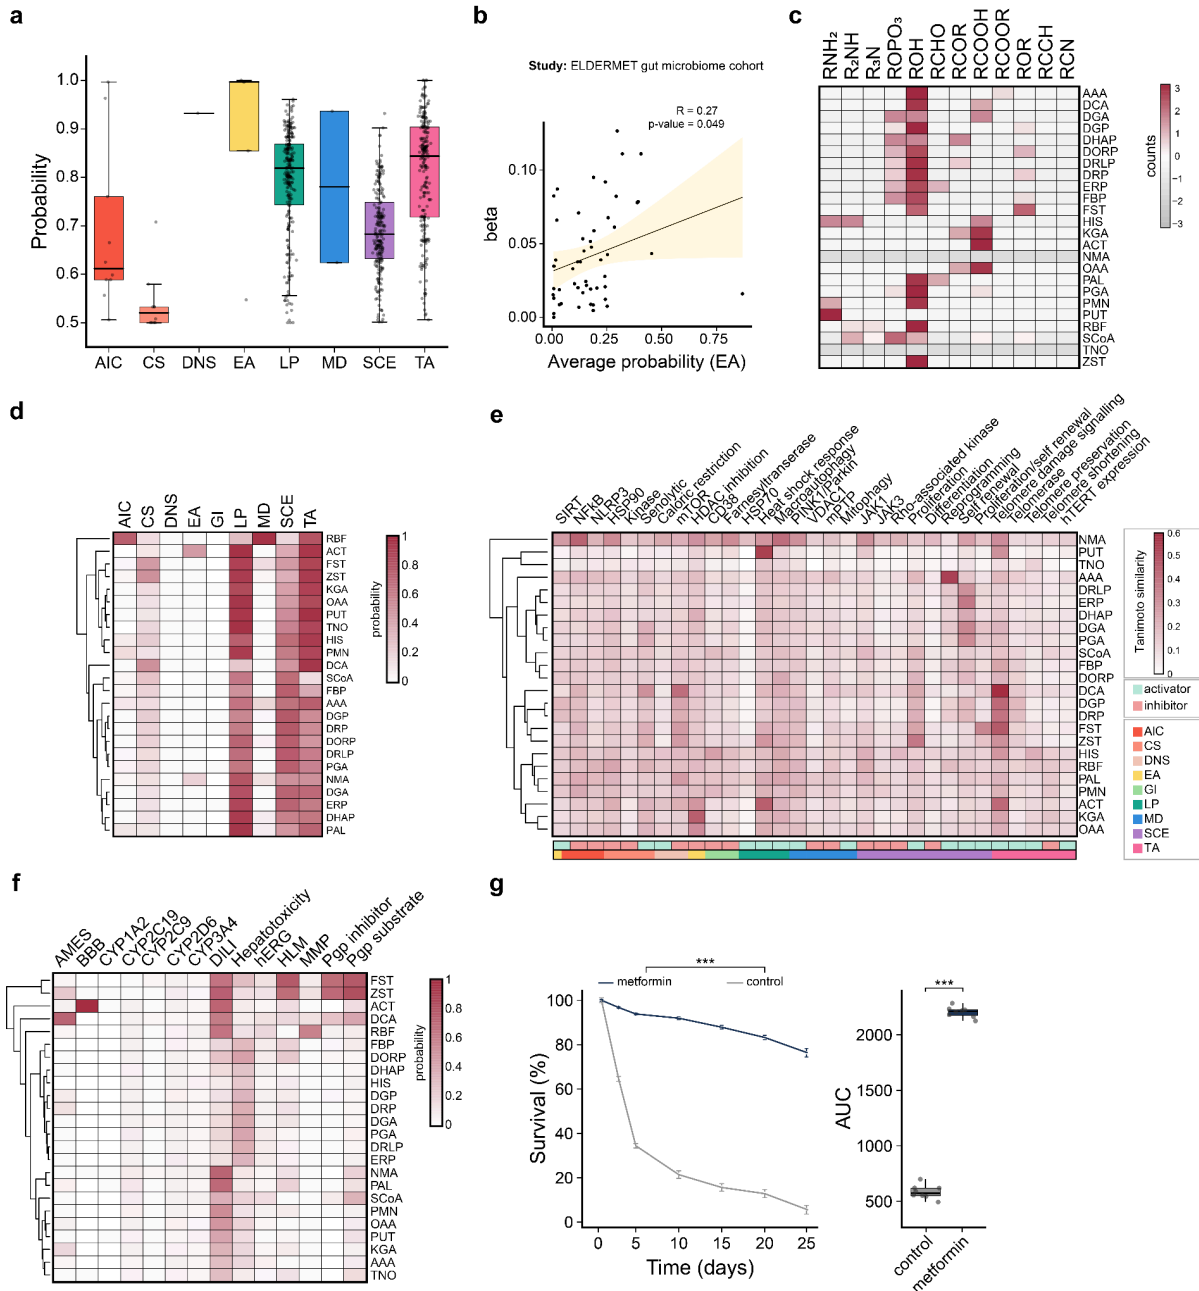 a
Probability
1.0
0.9
0.8
0.7
0.6
0.5
AIC CS DNS EA LP MD SCE TA
b
Study: ELDERMET gut microbiome cohort
R = 0.27
p-value = 0.049
beta
0.10
0.05
0.00
0.00 0.25 0.50 0.75
Average probability (EA)
c
RNH₂ R₂NH R₃N ROPO₃ ROH RCHO RCOR RCOOH RCOOR ROR RCCH RCN
AAA
DCA
DGA
DGP
DHAP
DORP
DRLP
DRP
ERP
FBP
FST
HIS
KGA
ACT
NMA
OAA
PAL
PGA
PMN
PUT
RBF
SCoA
TNO
ZST
counts
3
2
1
0
−1
−2
−3
d
AIC CS DNS EA GI LP MD SCE TA
RBF
ACT
FST
ZST
KGA
OAA
PUT
TNO
HIS
PMN
DCA
SCoA
FBP
AAA
DGP
DRP
DORP
DRLP
PGA
NMA
DGA
ERP
DHAP
PAL
probability
1
0.8
0.6
0.4
0.2
0
e
SIRT
NFkB
NLRP3
HSP90
Kinase
Senolytic
Caloric restriction
mTOR
HDAC inhibition
CD38
Farnesyltranserase
HSP70
Heat shock response
Macroautophagy
PINK1/Parkin
VDAC1
mPTP
Mitophagy
JAK1
JAK3
Rho-associated kinase
Proliferation
Differentiation
Reprogramming
Self renewal
Proliferation/self renewal
Telomere damage signalling
Telomerase
Telomere preservation
Telomere shortening
hTERT expression
NMA
PUT
TNO
AAA
DRLP
ERP
DHAP
DGA
PGA
SCoA
FBP
DORP
DCA
DGP
DRP
FST
ZST
HIS
RBF
PAL
PMN
ACT
KGA
OAA
Tanimoto similarity
0.6
0.5
0.4
0.3
0.2
0.1
0
activator
inhibitor
AIC
CS
DNS
EA
GI
LP
MD
SCE
TA
f
AMES
BBB
CYP1A2
CYP2C19
CYP2C9
CYP2D6
CYP3A4
DILI
Hepatotoxicity
hERG
HLM
MMP
Pgp inhibitor
Pgp substrate
FST
ZST
ACT
DCA
RBF
FBP
DORP
DHAP
HIS
DGP
DRP
DGA
PGA
DRLP
ERP
NMA
PAL
SCoA
PMN
OAA
PUT
KGA
AAA
TNO
probability
1
0.8
0.6
0.4
0.2
0
g
***
metformin control
Survival (%)
100
80
60
40
20
0
0 5 10 15 20 25
Time (days)
***
AUC
2000
1500
1000
500
control
metformin